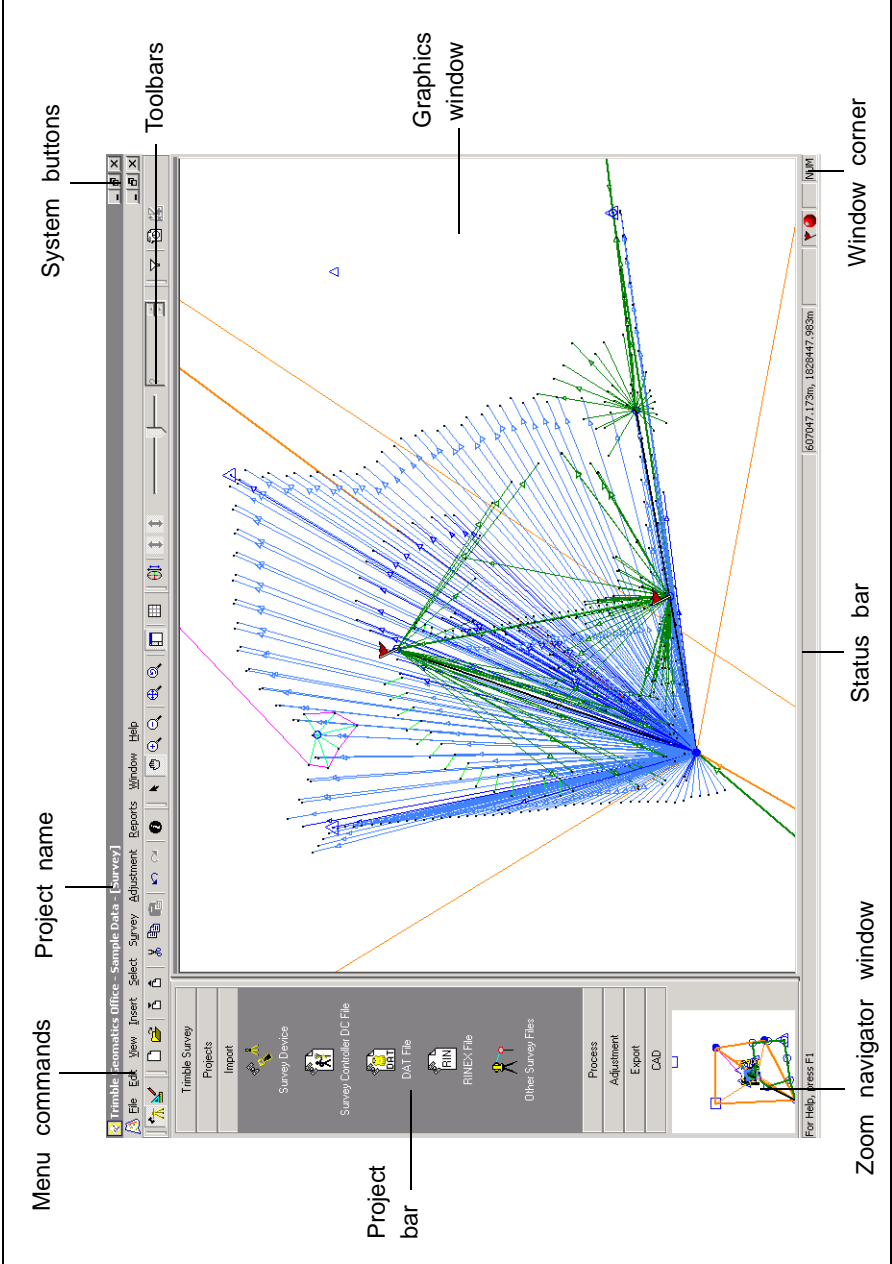 Menu commands
Project name
System buttons
Toolbars
Trimble Geomatics Office - Sample Data - [Survey]
File Edit View Insert Select Survey Adjustment Reports Window Help
Graphics
window
Project
bar
Trimble Survey
Projects
Import
Survey Device
Survey Controller DC File
DAT
DAT File
RIN
RINEX File
Other Survey Files
Process
Adjustment
Export
CAD
For Help, press F1
607047.173m, 1828447.983m
NUM
Zoom navigator window
Status bar
Window corner